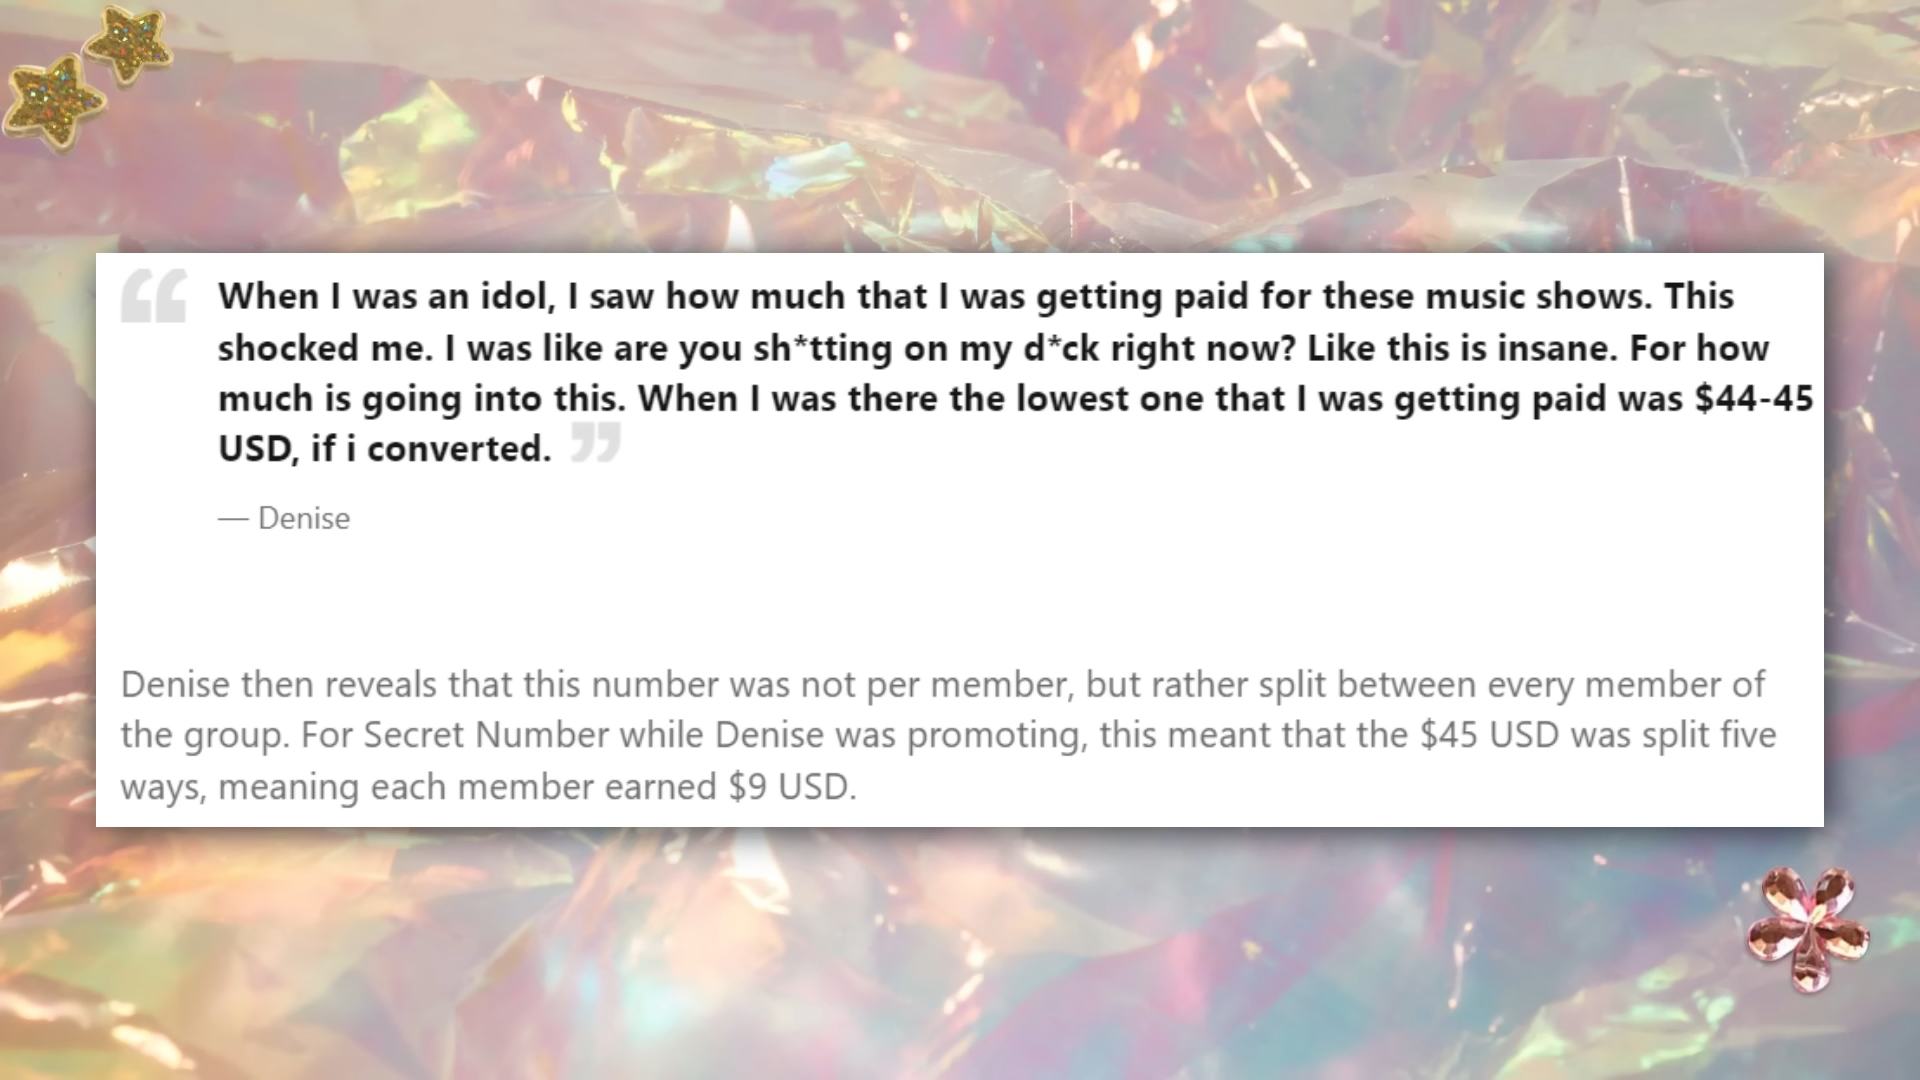 “ When I was an idol, I saw how much that I was getting paid for these music shows. This
shocked me. I was like are you sh*tting on my d*ck right now? Like this is insane. For how
much is going into this. When I was there the lowest one that I was getting paid was $44-45
USD, if i converted. ”
— Denise
Denise then reveals that this number was not per member, but rather split between every member of
the group. For Secret Number while Denise was promoting, this meant that the $45 USD was split five
ways, meaning each member earned $9 USD.